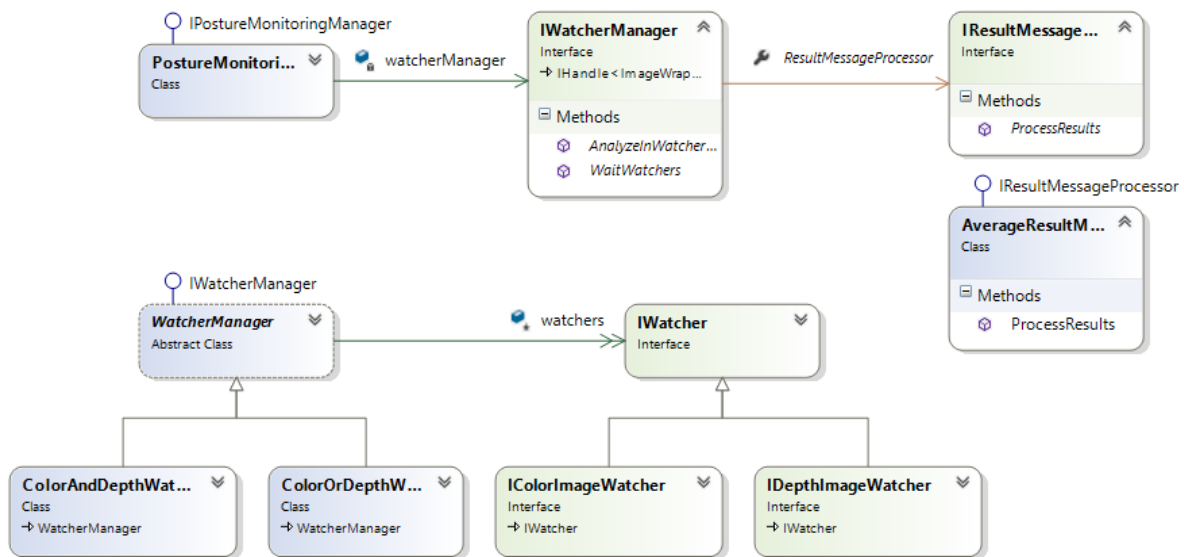 IPostureMonitoringManager
PostureMonitori...
Class
watcherManager
IWatcherManager
Interface
IHandle<ImageWrap...
Methods
AnalyzeInWatcher...
WaitWatchers
ResultMessageProcessor
IResultMessage...
Interface
Methods
ProcessResults
IResultMessageProcessor
AverageResultM...
Class
Methods
ProcessResults
IWatcherManager
WatcherManager
Abstract Class
watchers
IWatcher
Interface
ColorAndDepthWat...
Class
WatcherManager
ColorOrDepthW...
Class
WatcherManager
IColorImageWatcher
Interface
IWatcher
IDepthImageWatcher
Interface
IWatcher